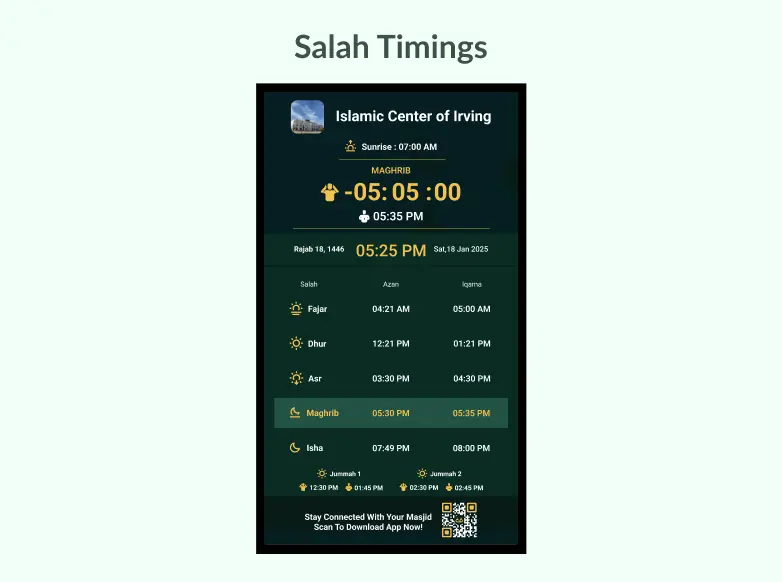 Salah Timings
Islamic Center of Irving
Sunrise : 07:00 AM
MAGHRIB
-05: 05 :00
05:35 PM
Rajab 18, 1446 05:25 PM Sat,18 Jan 2025
Salah Azan Iqama
Fajar 04:21 AM 05:00 AM
Dhur 12:21 PM 01:21 PM
Asr 03:30 PM 04:30 PM
Maghrib 05:30 PM 05:35 PM
Isha 07:49 PM 08:00 PM
Jummah 1 Jummah 2
12:30 PM 01:45 PM 02:30 PM 02:45 PM
Stay Connected With Your Masjid
Scan To Download App Now!